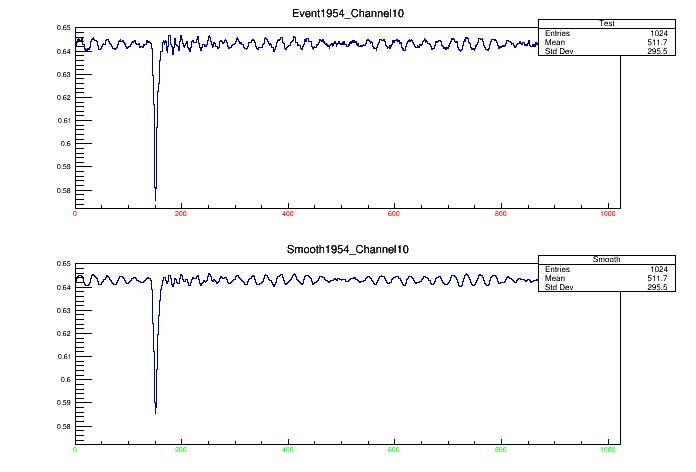 Event1954_Channel10
Test
Entries 1024
Mean 511.7
Std Dev 295.5
0.65
0.64
0.63
0.62
0.61
0.6
0.59
0.58
0 200 400 600 800 1000
Smooth1954_Channel10
Smooth
Entries 1024
Mean 511.7
Std Dev 295.5
0.65
0.64
0.63
0.62
0.61
0.6
0.59
0.58
0 200 400 600 800 1000